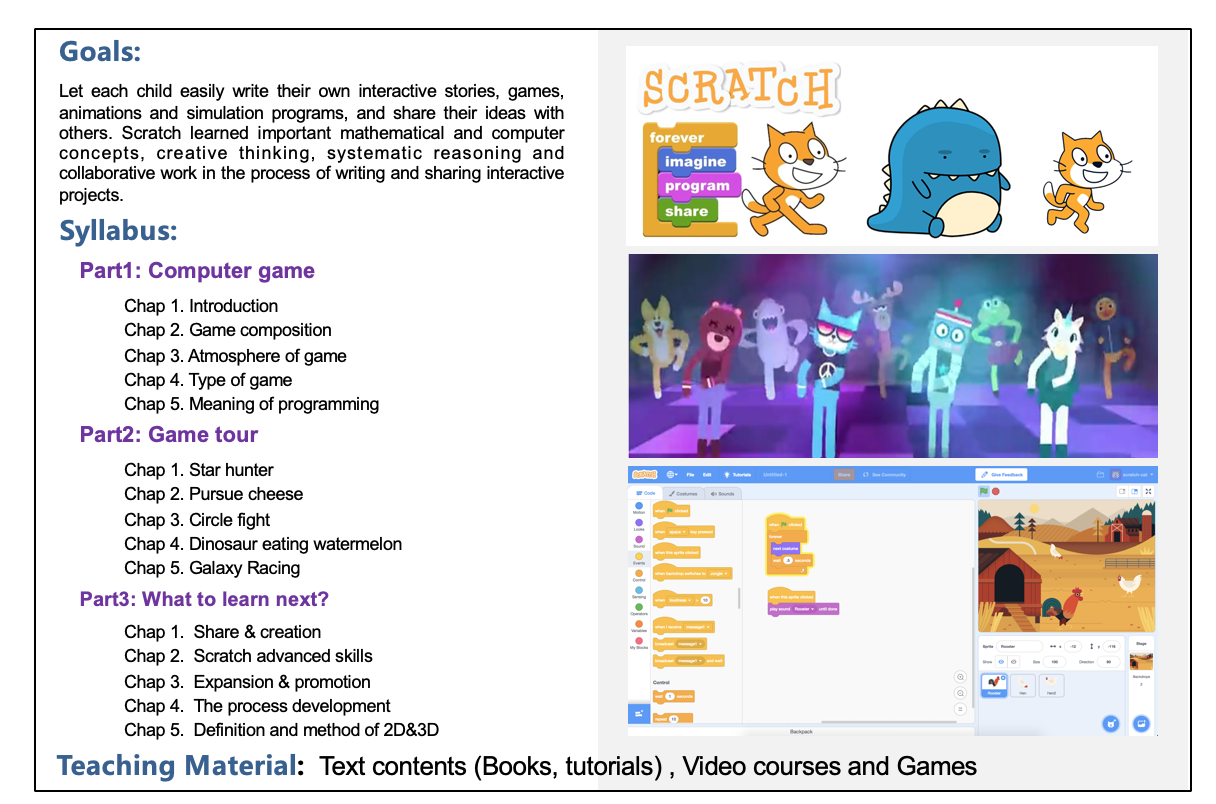 Goals:
Let each child easily write their own interactive stories, games,
animations and simulation programs, and share their ideas with
others. Scratch learned important mathematical and computer
concepts, creative thinking, systematic reasoning and
collaborative work in the process of writing and sharing interactive
projects.
Syllabus:
Part1: Computer game
Chap 1. Introduction
Chap 2. Game composition
Chap 3. Atmosphere of game
Chap 4. Type of game
Chap 5. Meaning of programming
Part2: Game tour
Chap 1. Star hunter
Chap 2. Pursue cheese
Chap 3. Circle fight
Chap 4. Dinosaur eating watermelon
Chap 5. Galaxy Racing
Part3: What to learn next?
Chap 1. Share & creation
Chap 2. Scratch advanced skills
Chap 3. Expansion & promotion
Chap 4. The process development
Chap 5. Definition and method of 2D&3D
Teaching Material: Text contents (Books, tutorials) , Video courses and Games
SCRATCH
forever
imagine
program
share
SCRATCH File Edit Tutorials Untitled-1 Share See Community Give Feedback scratch-cat
Code Costumes Sounds
Motion
Looks
Sound
Events
Control
Sensing
Operators
Variables
My Blocks
when clicked
when space key pressed
when this sprite clicked
when backdrop switches to Jungle
when loudness > 10
when I receive message1
broadcast message1
broadcast message1 and wait
Control
wait 1 seconds
repeat 10
when clicked
forever
next costume
wait seconds
when this sprite clicked
play sound Rooster until done
Backpack
Sprite Rooster x -12 y -116
Show Size 100 Direction 90
Rooster Hen Hen2
Stage
Backdrops
2